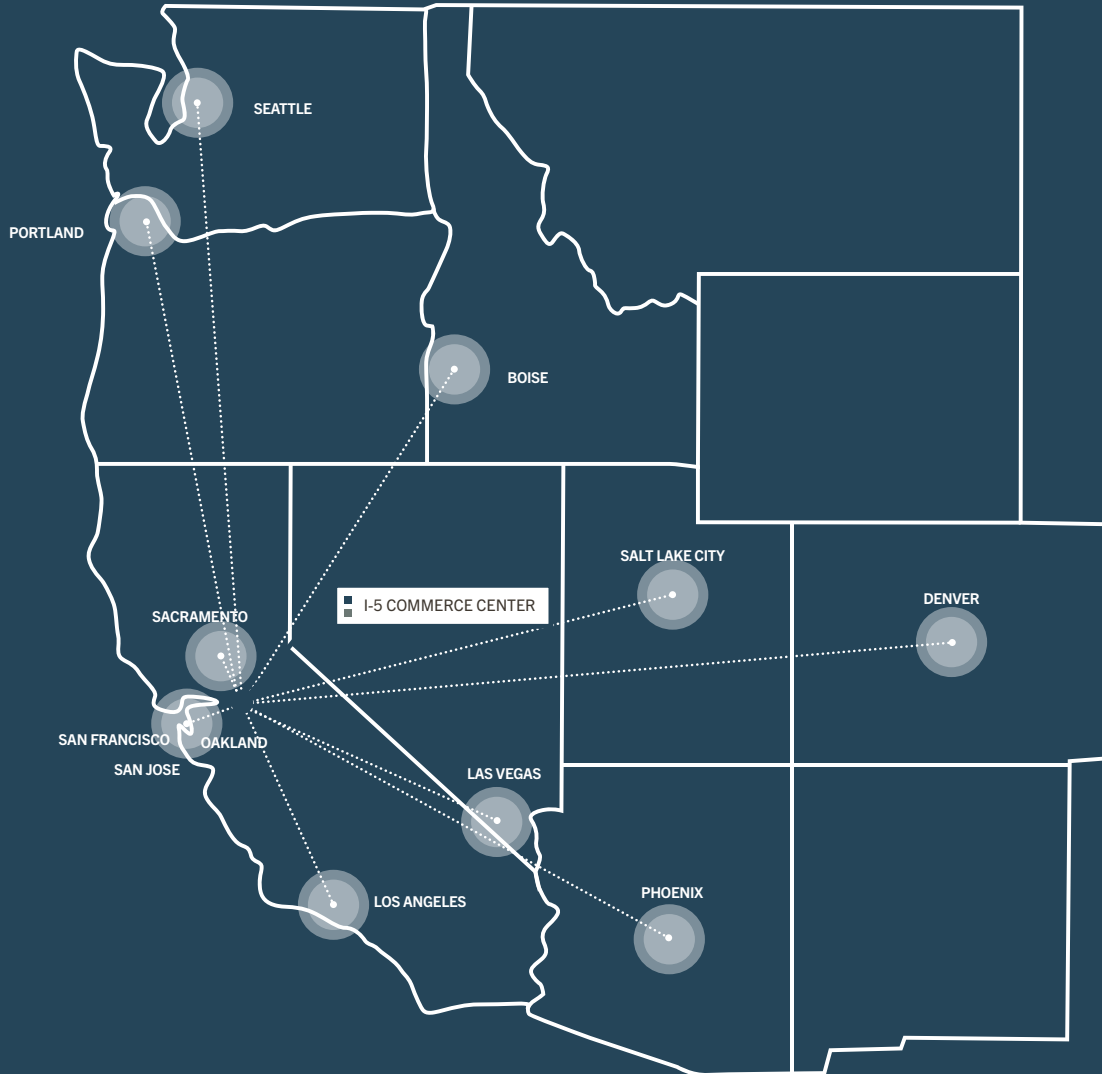 SEATTLE
PORTLAND
BOISE
SALT LAKE CITY
DENVER
I-5 COMMERCE CENTER
SACRAMENTO
SAN FRANCISCO
OAKLAND
SAN JOSE
LAS VEGAS
PHOENIX
LOS ANGELES